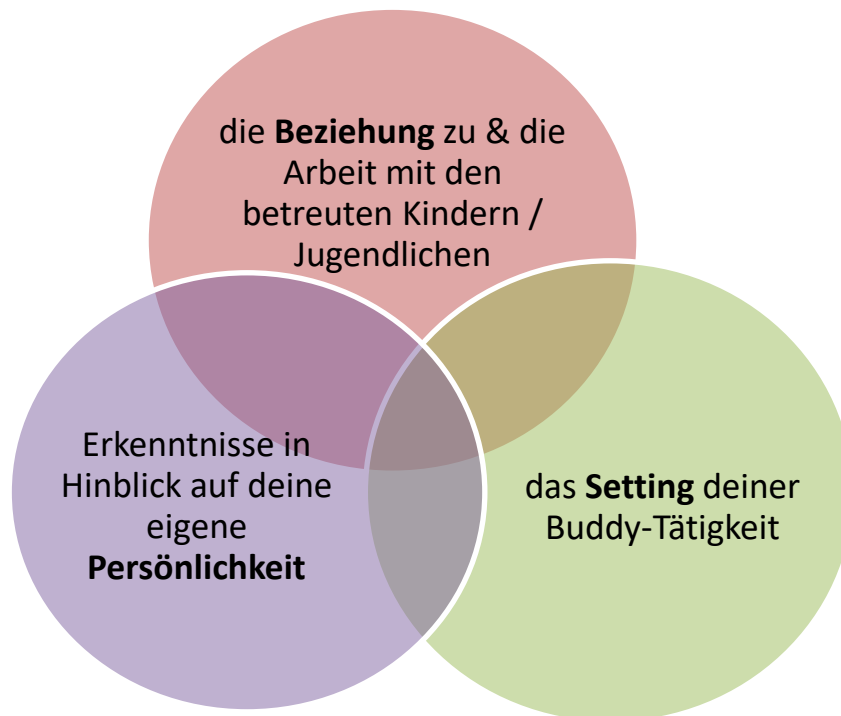 die Beziehung zu & die
Arbeit mit den
betreuten Kindern /
Jugendlichen
Erkenntnisse in
Hinblick auf deine
eigene
Persönlichkeit
das Setting deiner
Buddy-Tätigkeit